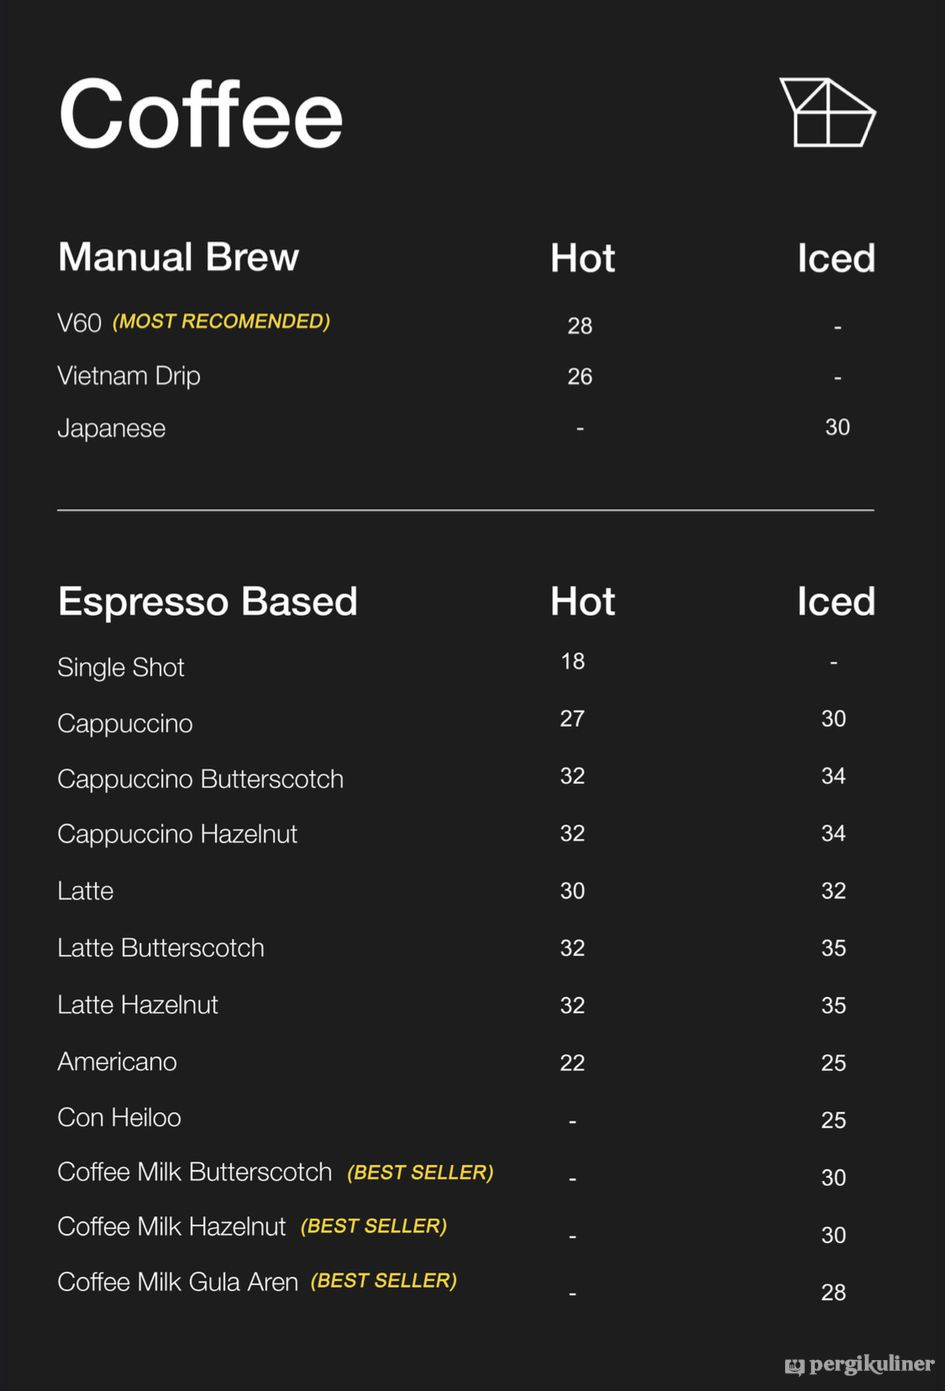 Coffee
Manual Brew Hot Iced
V60 (MOST RECOMENDED) 28 -
Vietnam Drip 26 -
Japanese - 30
Espresso Based Hot Iced
Single Shot 18 -
Cappuccino 27 30
Cappuccino Butterscotch 32 34
Cappuccino Hazelnut 32 34
Latte 30 32
Latte Butterscotch 32 35
Latte Hazelnut 32 35
Americano 22 25
Con Heiloo - 25
Coffee Milk Butterscotch (BEST SELLER) - 30
Coffee Milk Hazelnut (BEST SELLER) - 30
Coffee Milk Gula Aren (BEST SELLER) - 28
pergikuliner